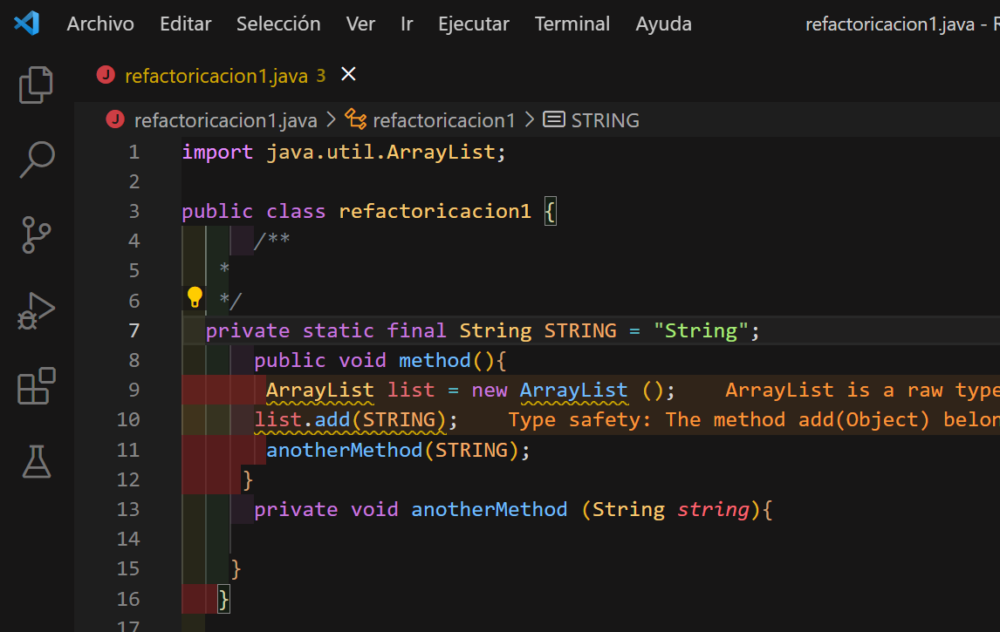 Archivo Editar Selección Ver Ir Ejecutar Terminal Ayuda refactoricacion1.java -
J refactoricacion1.java 3
J refactoricacion1.java > refactoricacion1 > STRING
1 import java.util.ArrayList;
2
3 public class refactoricacion1 {
4 /**
5 *
6 */
7 private static final String STRING = "String";
8 public void method(){
9 ArrayList list = new ArrayList (); ArrayList is a raw type
10 list.add(STRING); Type safety: The method add(Object) belon
11 anotherMethod(STRING);
12 }
13 private void anotherMethod (String string){
14
15 }
16 }
17